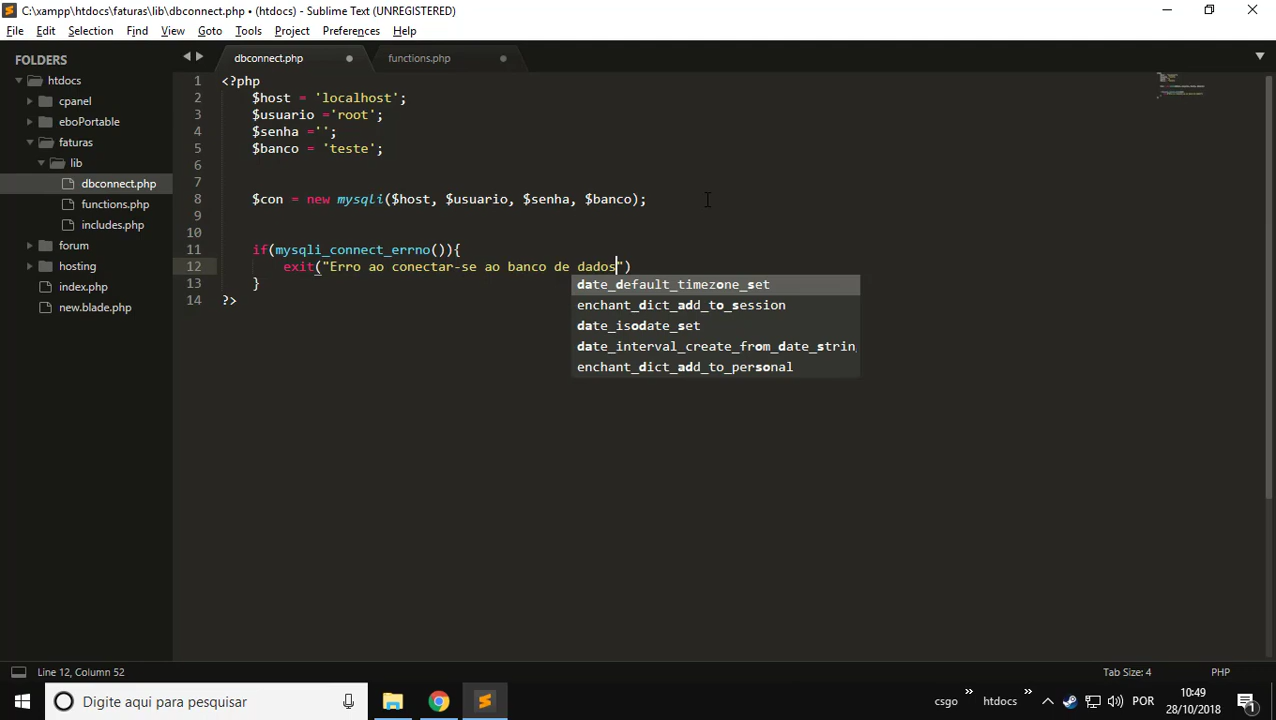 C:\xampp\htdocs\faturas\lib\dbconnect.php • (htdocs) - Sublime Text (UNREGISTERED)
File Edit Selection Find View Goto Tools Project Preferences Help
FOLDERS
htdocs
cpanel
eboPortable
faturas
lib
dbconnect.php
functions.php
includes.php
forum
hosting
index.php
new.blade.php
dbconnect.php functions.php
1 <?php
2 $host = 'localhost';
3 $usuario ='root';
4 $senha ='';
5 $banco = 'teste';
6
7
8 $con = new mysqli($host, $usuario, $senha, $banco);
9
10
11 if(mysqli_connect_errno()){
12 exit("Erro ao conectar-se ao banco de dados")
13 }
14 ?>
date_default_timezone_set
enchant_dict_add_to_session
date_isodate_set
date_interval_create_from_date_strin
enchant_dict_add_to_personal
Line 12, Column 52 Tab Size: 4 PHP
Digite aqui para pesquisar csgo » htdocs » POR 10:49
28/10/2018 1